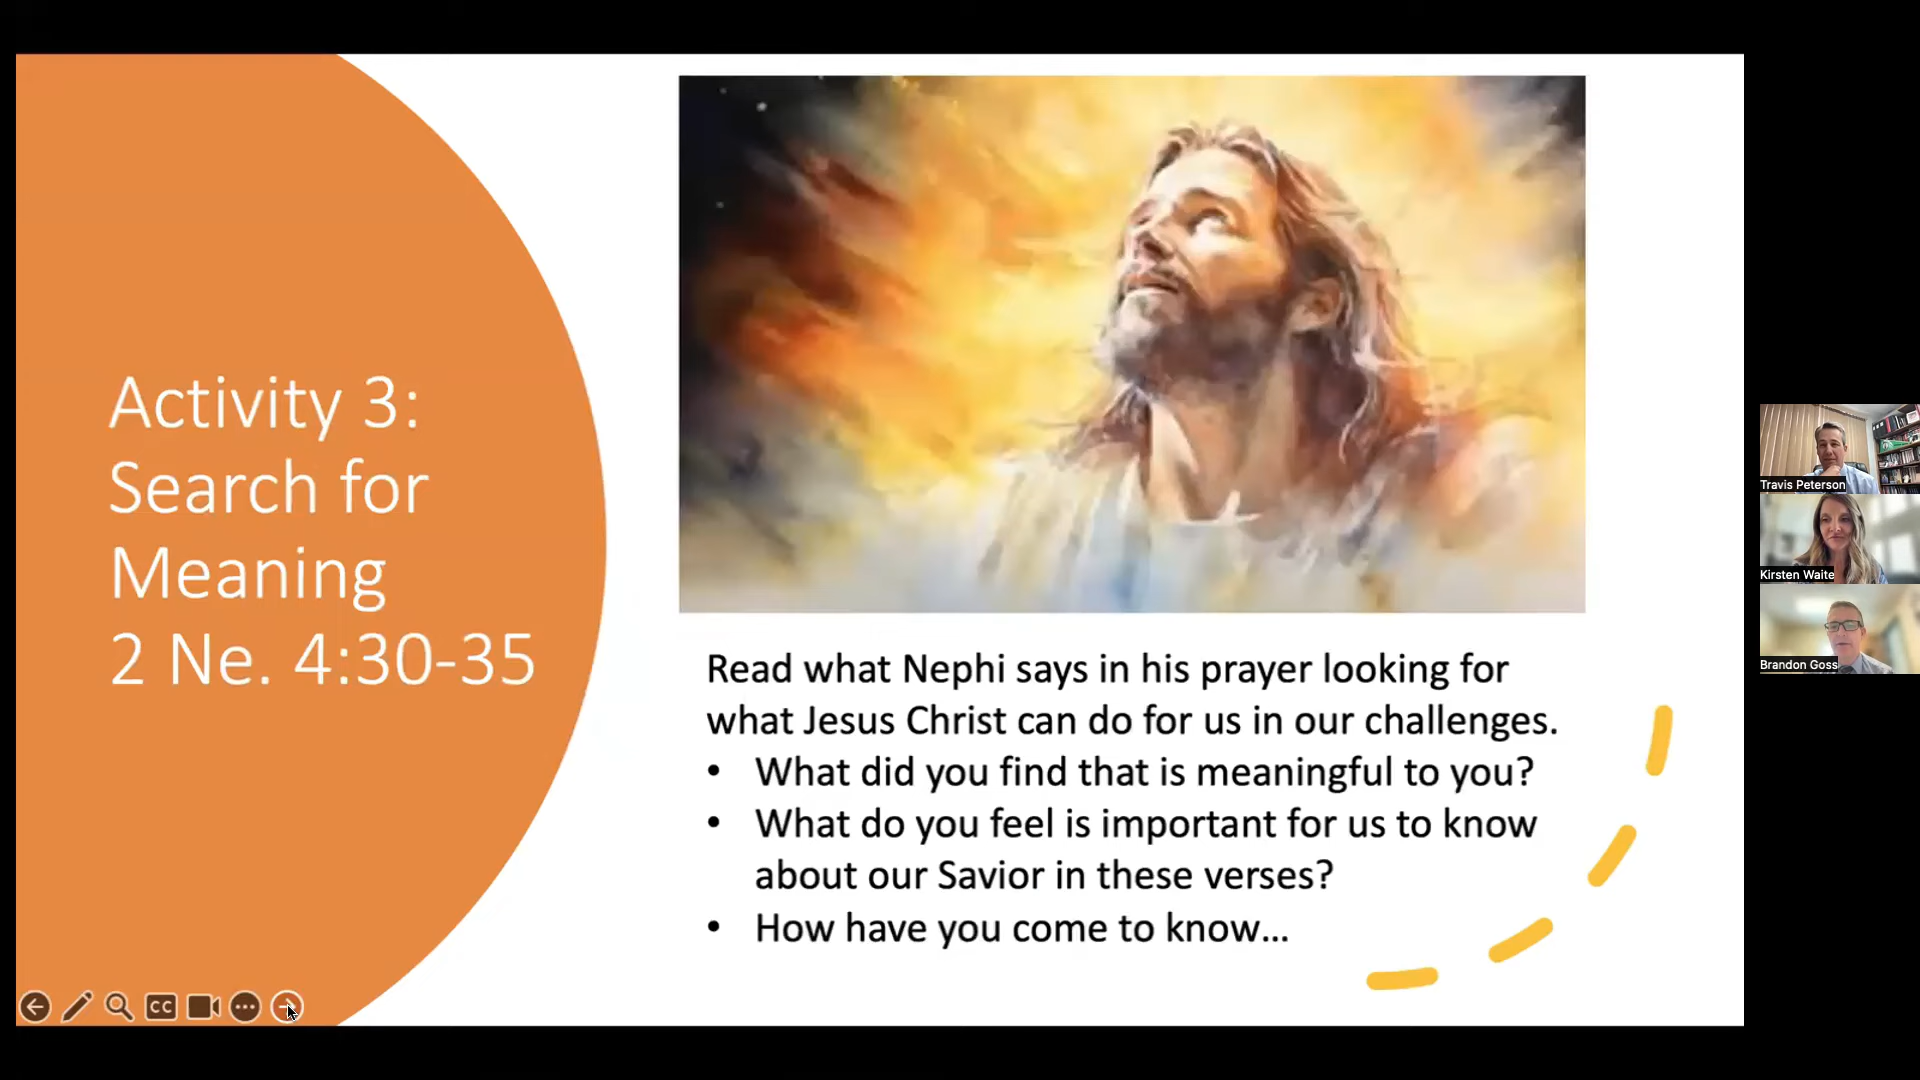 Activity 3:
Search for
Meaning
2 Ne. 4:30-35
Read what Nephi says in his prayer looking for
what Jesus Christ can do for us in our challenges.
• What did you find that is meaningful to you?
• What do you feel is important for us to know
about our Savior in these verses?
• How have you come to know...
CC
Travis Peterson
Kirsten Waite
Brandon Goss